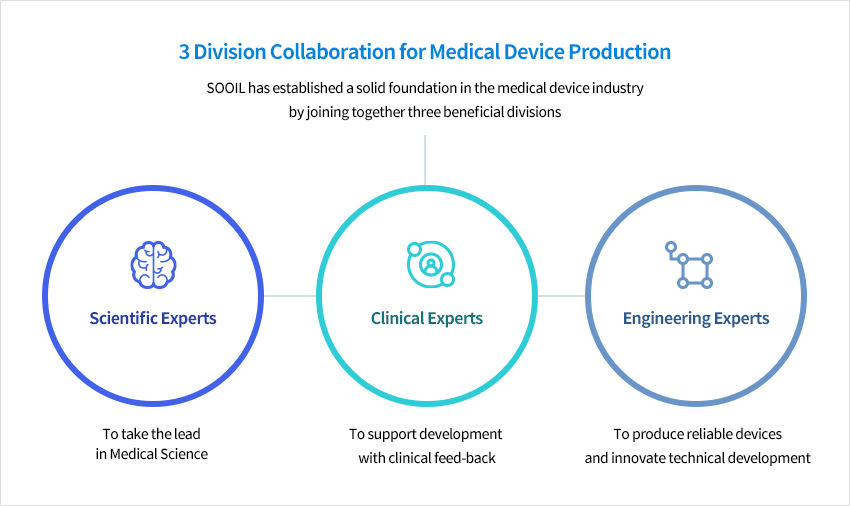 3 Division Collaboration for Medical Device Production
SOOIL has established a solid foundation in the medical device industry
by joining together three beneficial divisions
Scientific Experts
Clinical Experts
Engineering Experts
To take the lead
in Medical Science
To support development
with clinical feed-back
To produce reliable devices
and innovate technical development